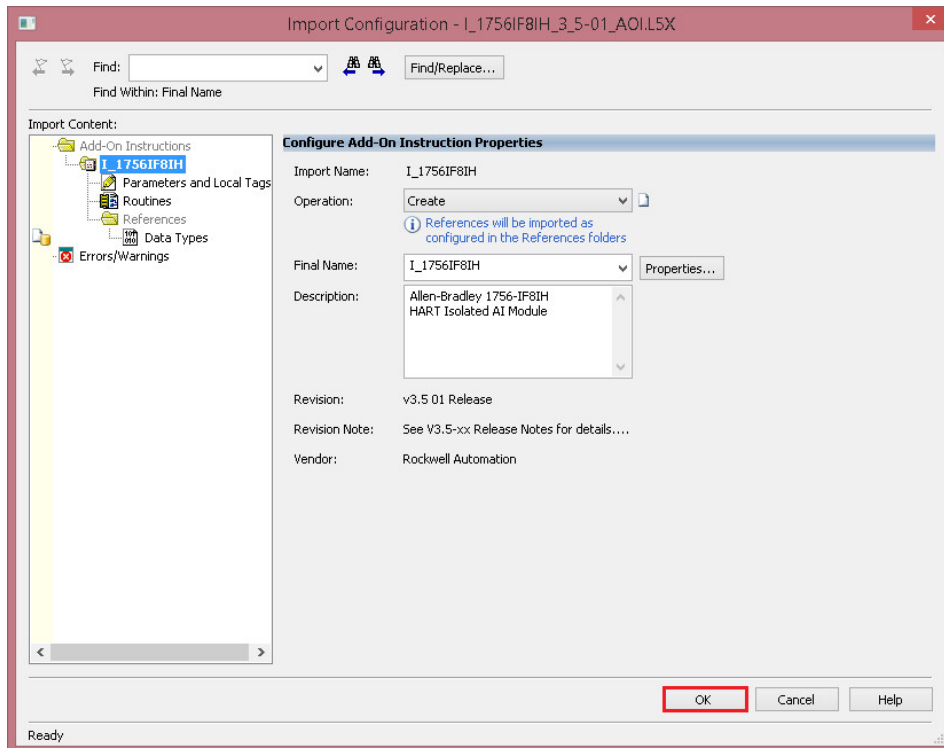 Import Configuration - I_1756IF8IH_3_5-01_AOI.L5X
Find:
Find/Replace...
Find Within: Final Name
Import Content:
Add-On Instructions
I_1756IF8IH
Parameters and Local Tags
Routines
References
Data Types
Errors/Warnings
Configure Add-On Instruction Properties
Import Name: I_1756IF8IH
Operation: Create
References will be imported as
configured in the References folders
Final Name: I_1756IF8IH Properties...
Description: Allen-Bradley 1756-IF8IH
HART Isolated AI Module
Revision: v3.5 01 Release
Revision Note: See V3.5-xx Release Notes for details....
Vendor: Rockwell Automation
OK Cancel Help
Ready